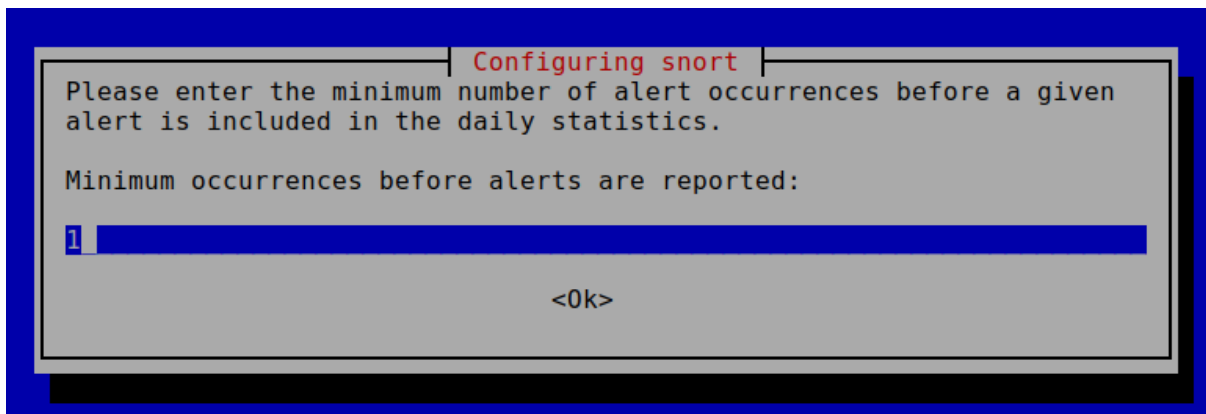 Configuring snort
Please enter the minimum number of alert occurrences before a given
alert is included in the daily statistics.
Minimum occurrences before alerts are reported:
1
<Ok>